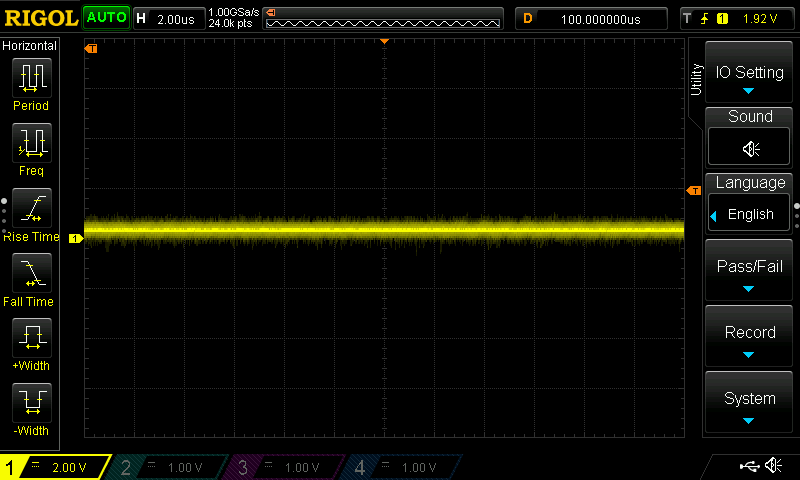 RIGOL AUTO H 2.00us 1.00GSa/s D 100.000000us T 1 1.92 V
24.0k pts
Horizontal
Period
Freq
Rise Time
Fall Time
+Width
-Width
T
T
1
Utility
IO Setting
Sound
Language
English
Pass/Fail
Record
System
1 2.00 V 2 1.00 V 3 1.00 V 4 1.00 V